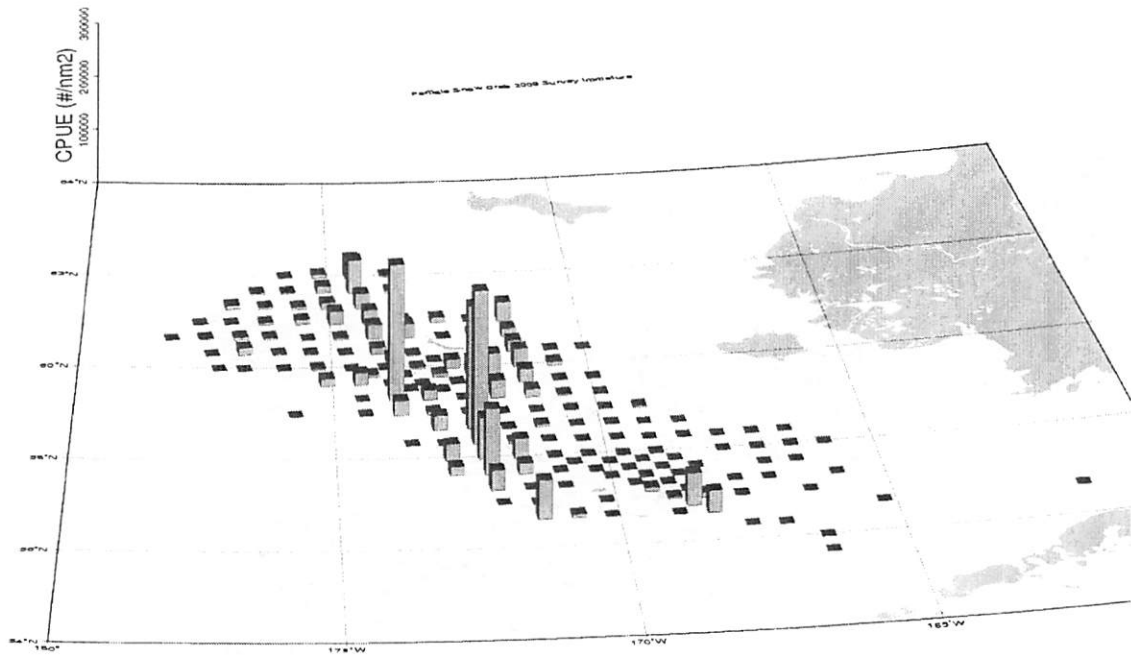 300000
200000
100000
CPUE (#/nm2)
Female Snow Crab Survey Immature
64°N
62°N
60°N
58°N
56°N
54°N
180°
175°W
170°W
165°W